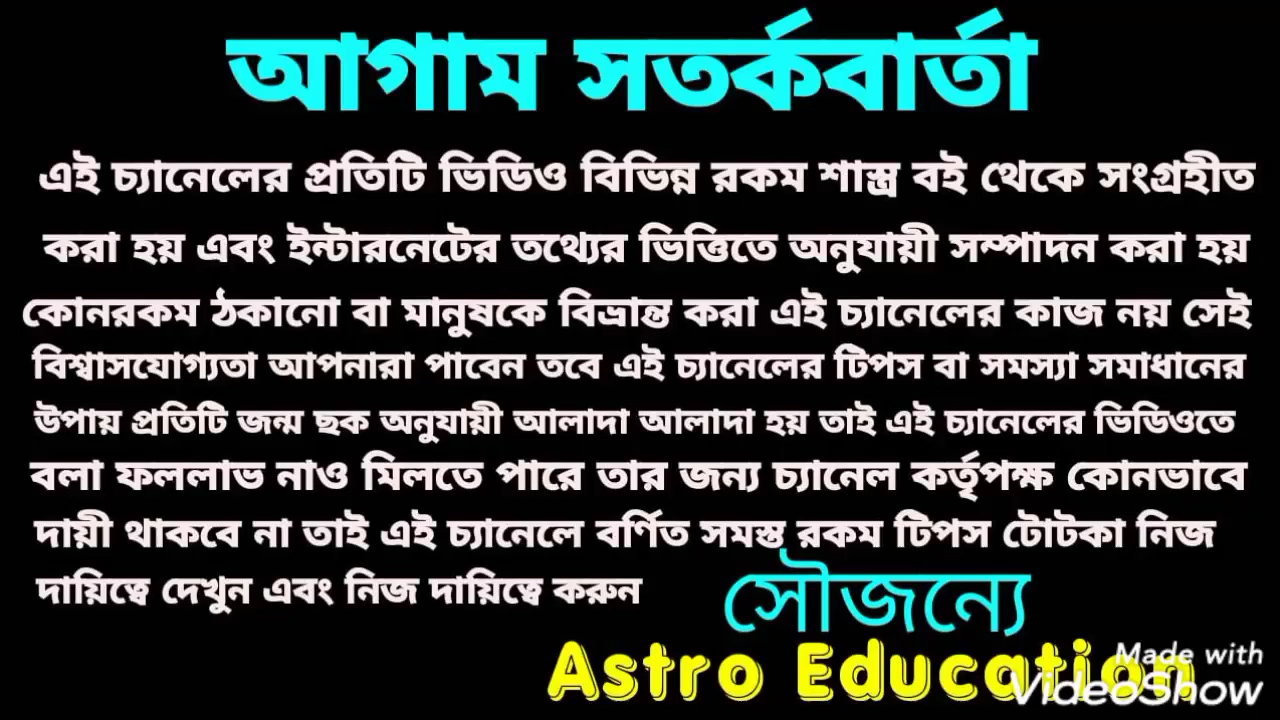 আগাম সতর্কবার্তা
এই চ্যানেলের প্রতিটি ভিডিও বিভিন্ন রকম শাস্ত্র বই থেকে সংগ্রহীত
করা হয় এবং ইন্টারনেটের তথ্যের ভিত্তিতে অনুযায়ী সম্পাদন করা হয়
কোনরকম ঠকানো বা মানুষকে বিভ্রান্ত করা এই চ্যানেলের কাজ নয় সেই
বিশ্বাসযোগ্যতা আপনারা পাবেন তবে এই চ্যানেলের টিপস বা সমস্যা সমাধানের
উপায় প্রতিটি জন্ম ছক অনুযায়ী আলাদা আলাদা হয় তাই এই চ্যানেলের ভিডিওতে
বলা ফললাভ নাও মিলতে পারে তার জন্য চ্যানেল কর্তৃপক্ষ কোনভাবে
দায়ী থাকবে না তাই এই চ্যানেলে বর্ণিত সমস্ত রকম টিপস টোটকা নিজ
দায়িত্বে দেখুন এবং নিজ দায়িত্বে করুন
সৌজন্যে
Astro Education
Made with
VideoShow